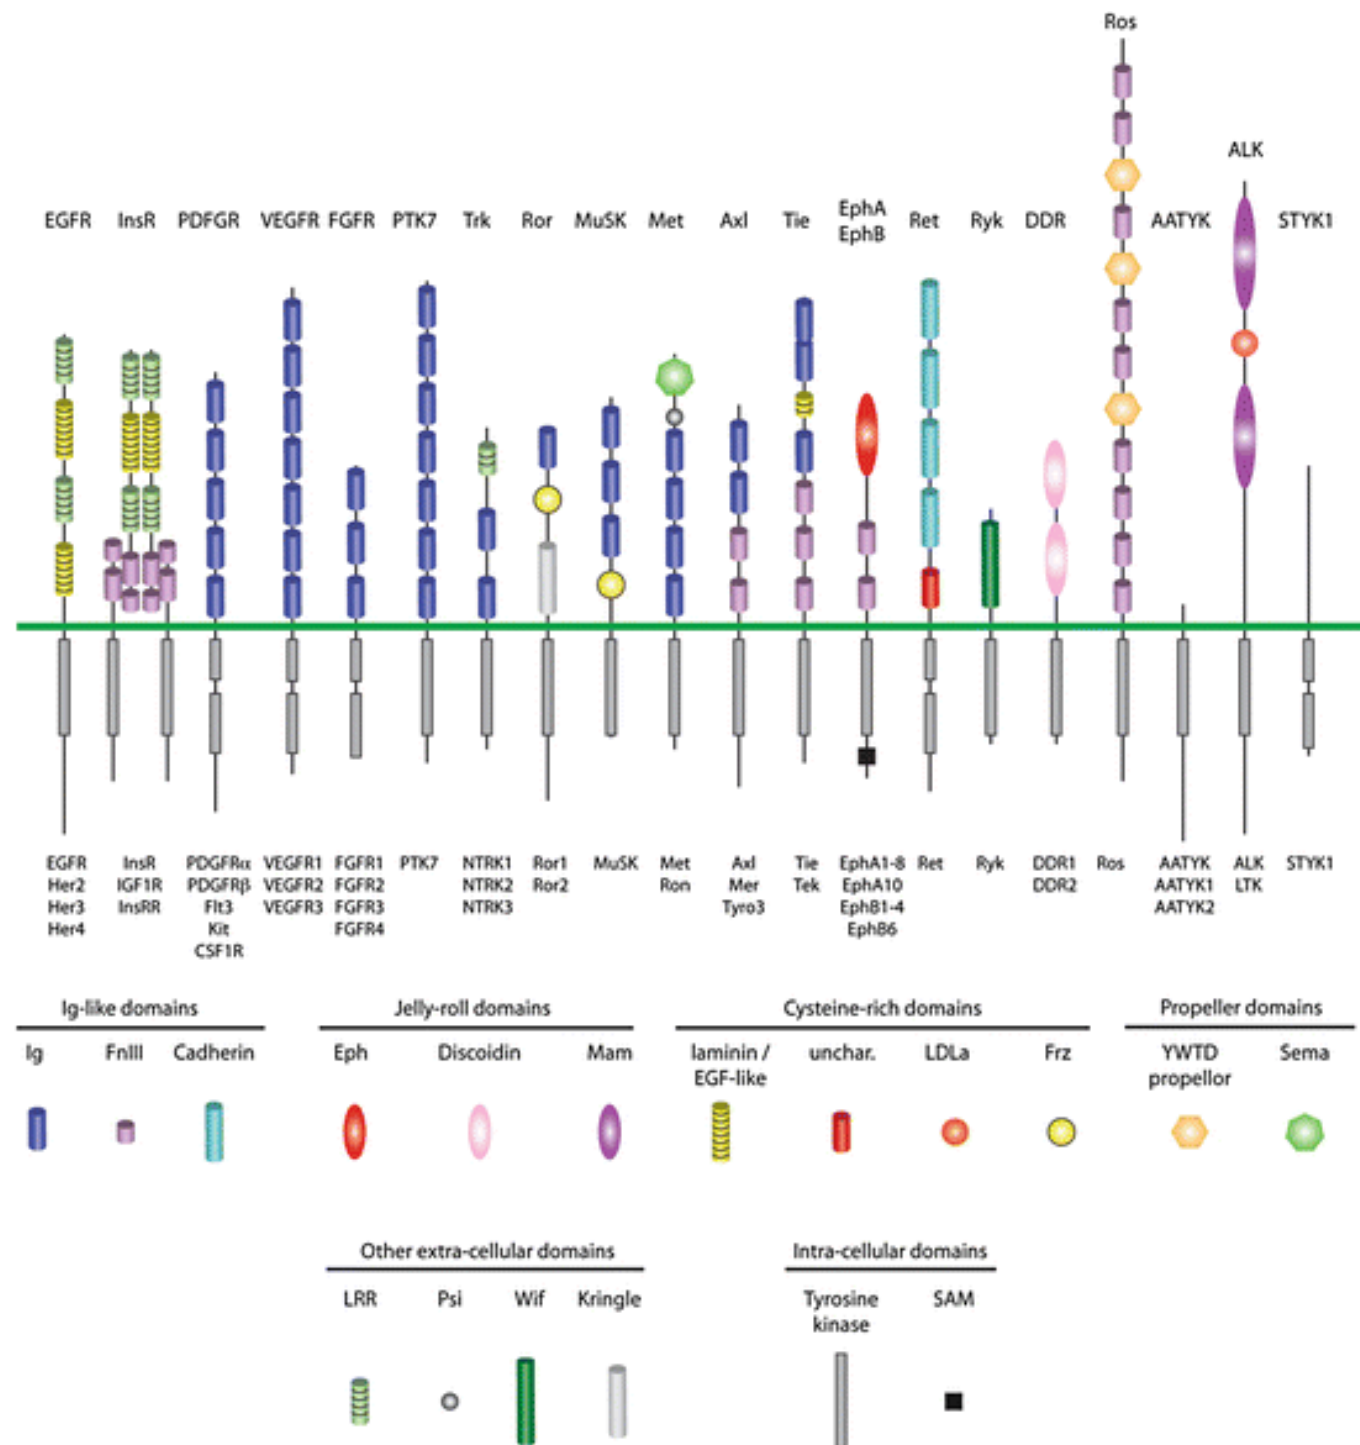 Ros
ALK
EGFR InsR PDFGR VEGFR FGFR PTK7 Trk Ror MuSK Met Axl Tie EphA EphB Ret Ryk DDR AATYK STYK1
EGFR InsR PDGFRα VEGFR1 FGFR1 PTK7 NTRK1 Ror1 MuSK Met Axl Tie EphA1-8 Ret Ryk DDR1 Ros AATYK ALK STYK1
Her2 IGF1R PDGFRβ VEGFR2 FGFR2 NTRK2 Ror2 Ron Mer Tek EphA10 DDR2 AATYK1 LTK
Her3 InsRR Flt3 VEGFR3 FGFR3 NTRK3 Tyro3 EphB1-4 AATYK2
Her4 Kit FGFR4 EphB6
CSF1R
Ig-like domains Jelly-roll domains Cysteine-rich domains Propeller domains
Ig FnIII Cadherin Eph Discoidin Mam laminin / unchar. LDLa Frz YWTD Sema
EGF-like propellor
Other extra-cellular domains Intra-cellular domains
LRR Psi Wif Kringle Tyrosine SAM
kinase